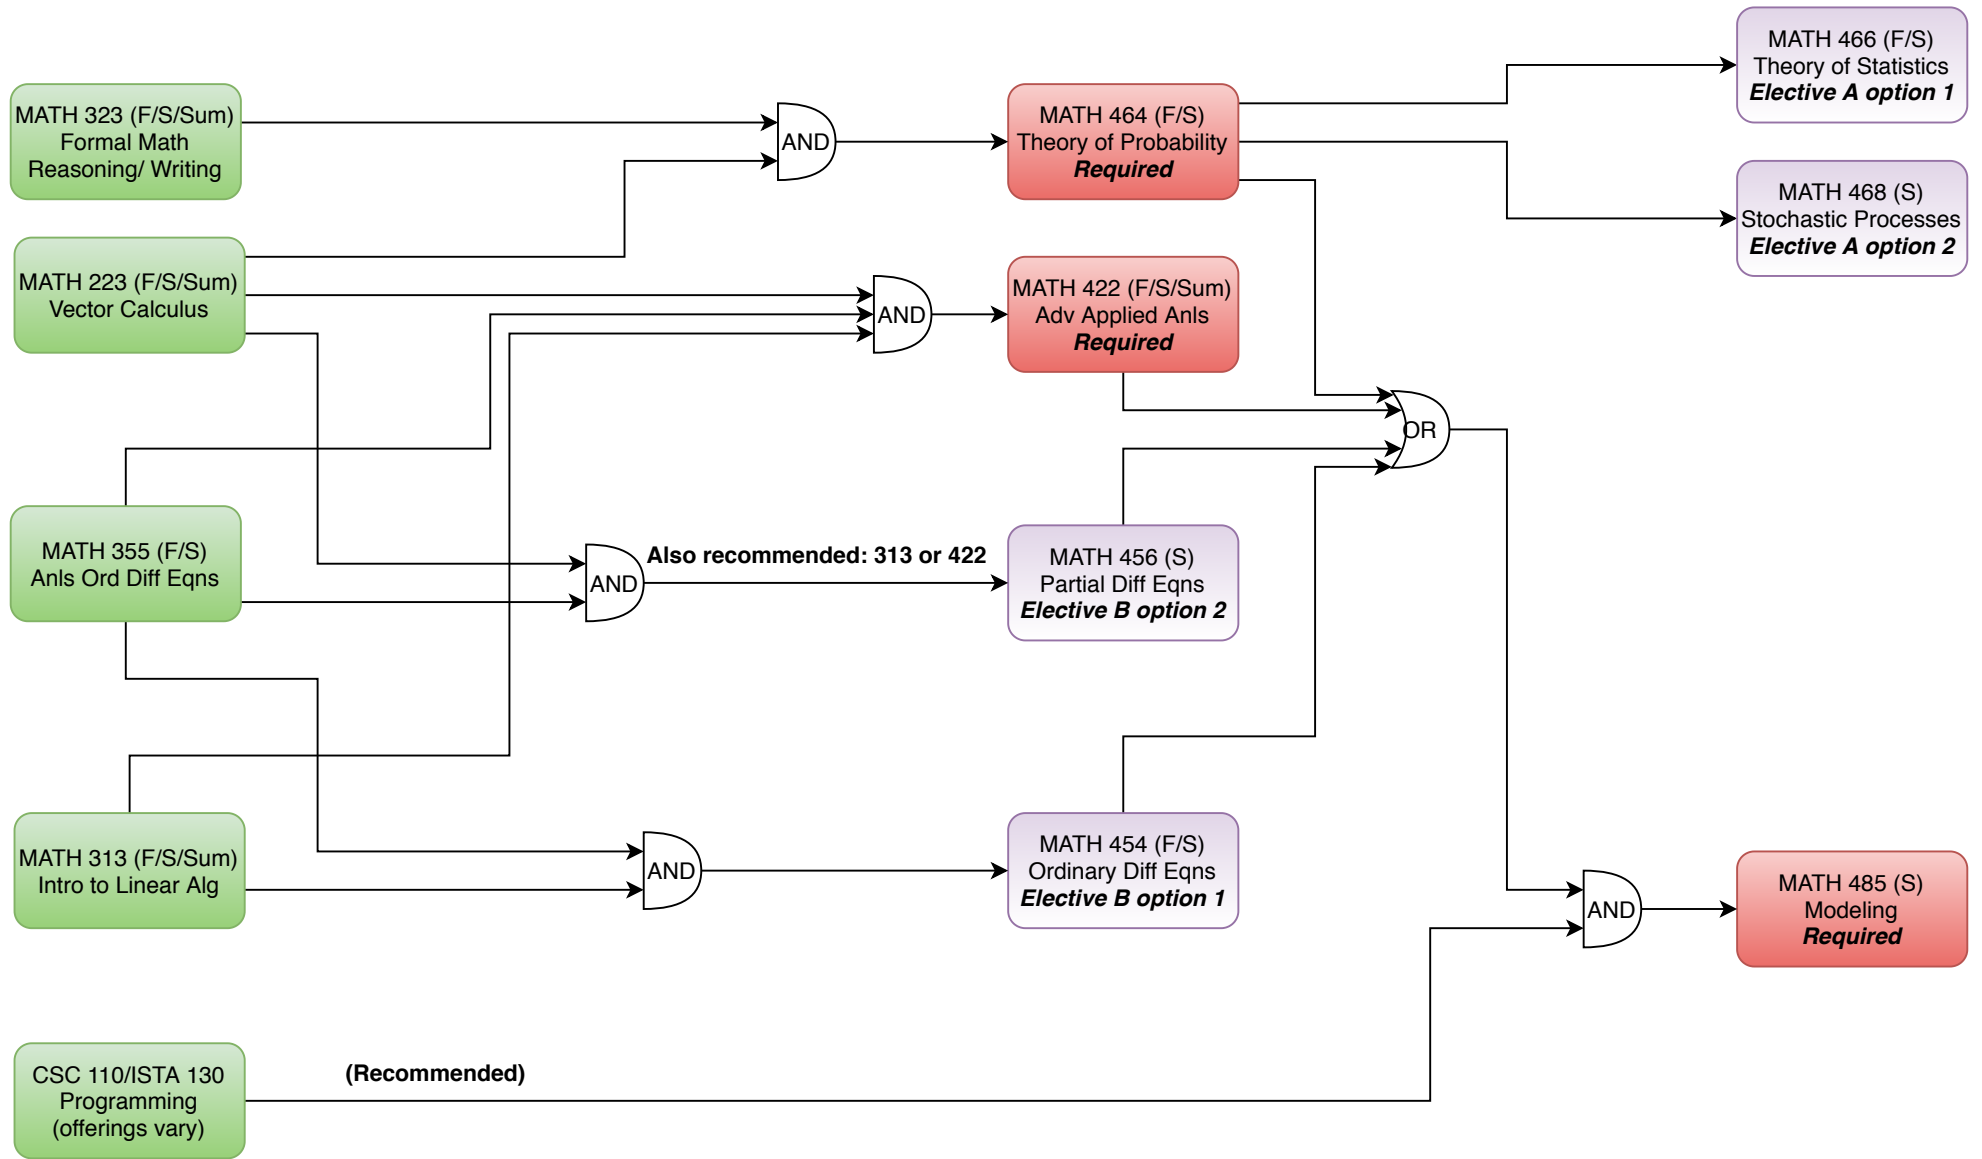 MATH 323 (F/S/Sum)
Formal Math
Reasoning/ Writing
AND
MATH 464 (F/S)
Theory of Probability
Required
MATH 466 (F/S)
Theory of Statistics
Elective A option 1
MATH 468 (S)
Stochastic Processes
Elective A option 2
MATH 223 (F/S/Sum)
Vector Calculus
AND
MATH 422 (F/S/Sum)
Adv Applied Anls
Required
OR
MATH 355 (F/S)
Anls Ord Diff Eqns
AND
Also recommended: 313 or 422
MATH 456 (S)
Partial Diff Eqns
Elective B option 2
MATH 313 (F/S/Sum)
Intro to Linear Alg
AND
MATH 454 (F/S)
Ordinary Diff Eqns
Elective B option 1
AND
MATH 485 (S)
Modeling
Required
CSC 110/ISTA 130
Programming
(offerings vary)
(Recommended)